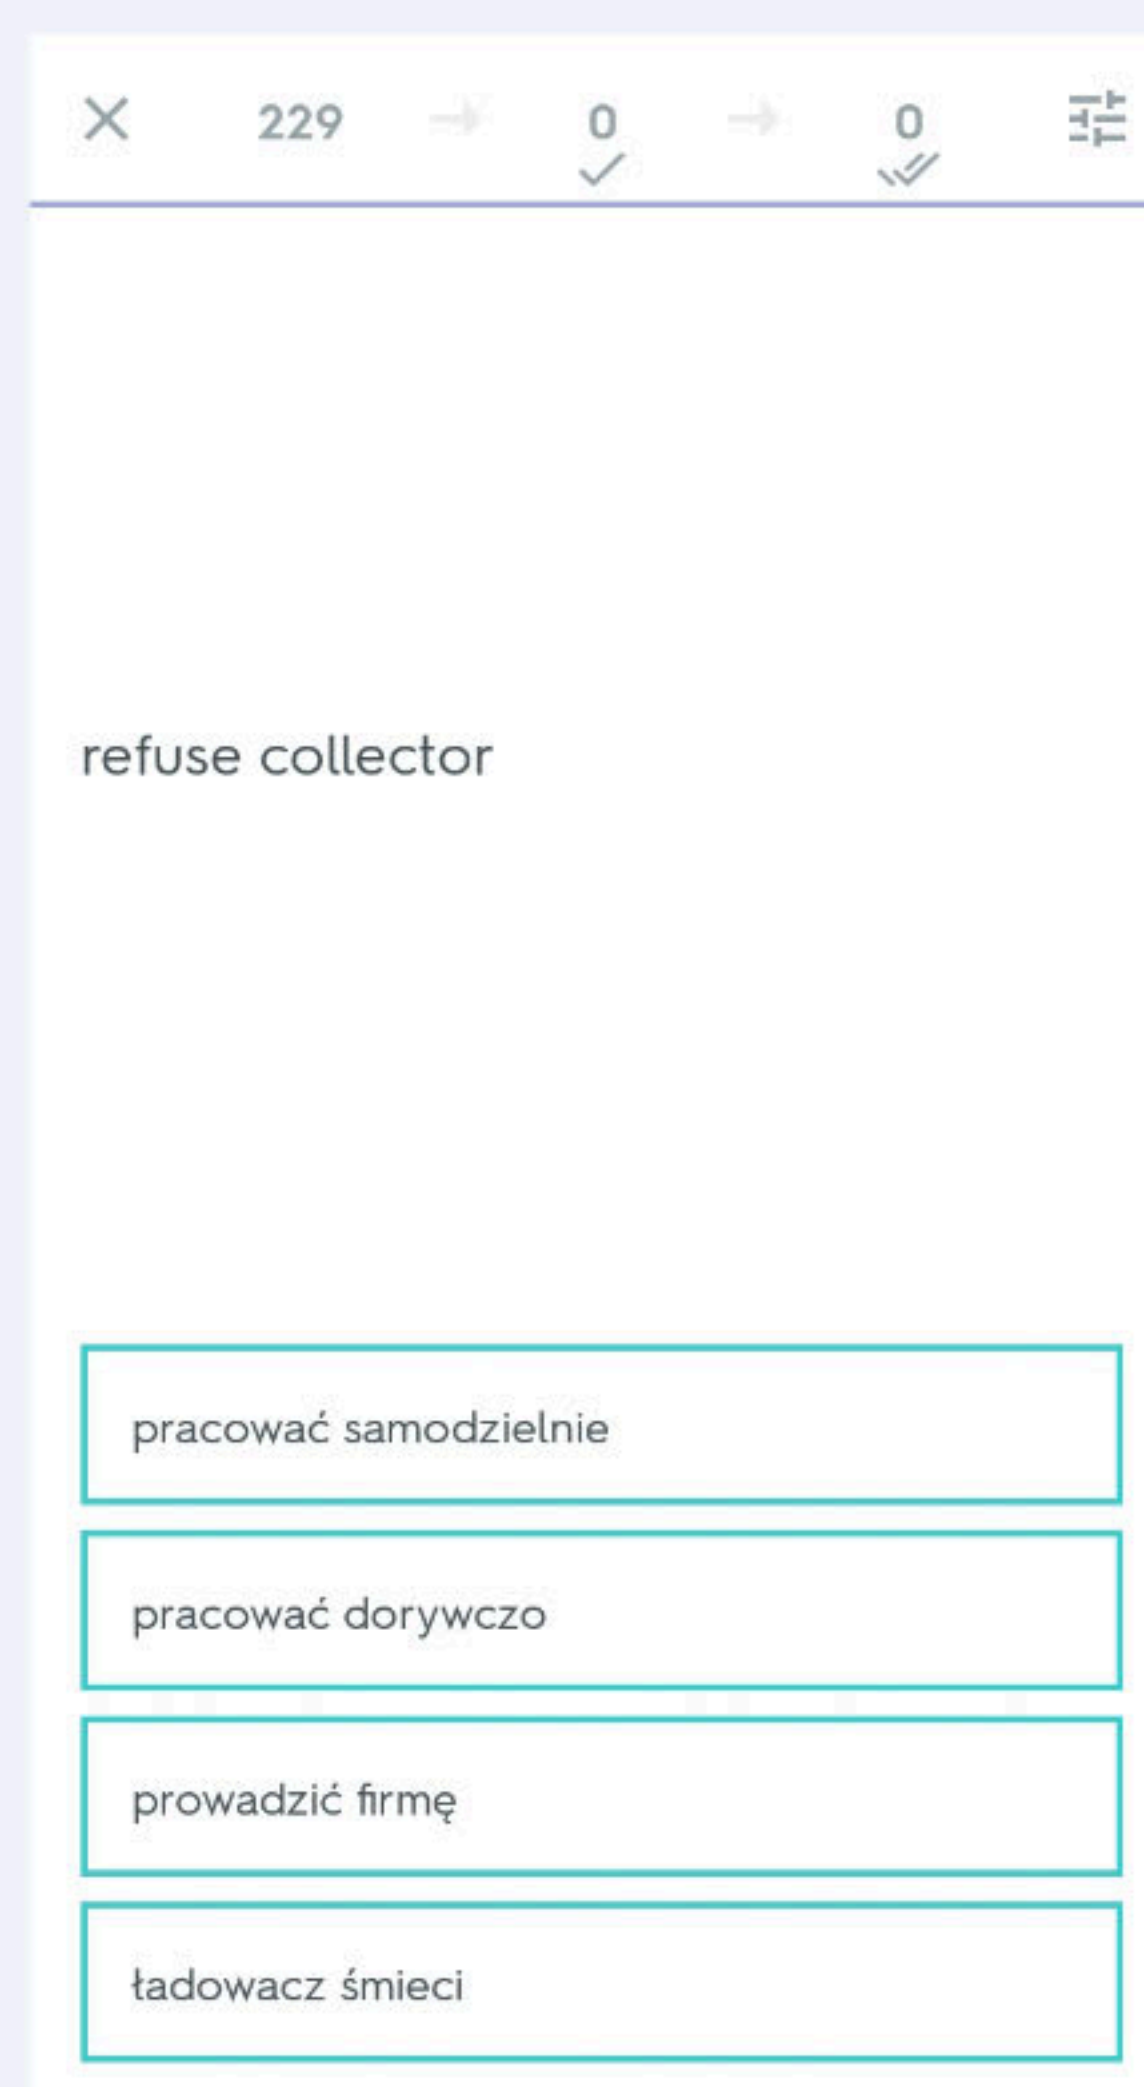 229 → 0 → 0
refuse collector
pracować samodzielnie
pracować dorywczo
prowadzić firmę
ładowacz śmieci